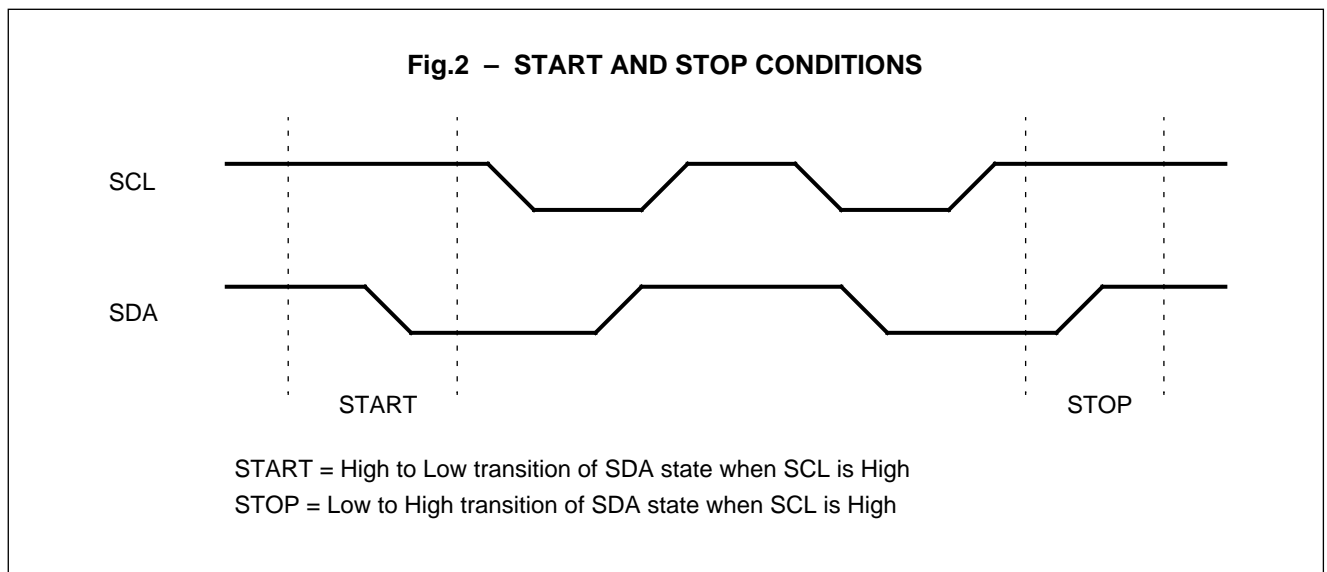 Fig.2 – START AND STOP CONDITIONS
SCL
SDA
START
STOP
START = High to Low transition of SDA state when SCL is High
STOP = Low to High transition of SDA state when SCL is High